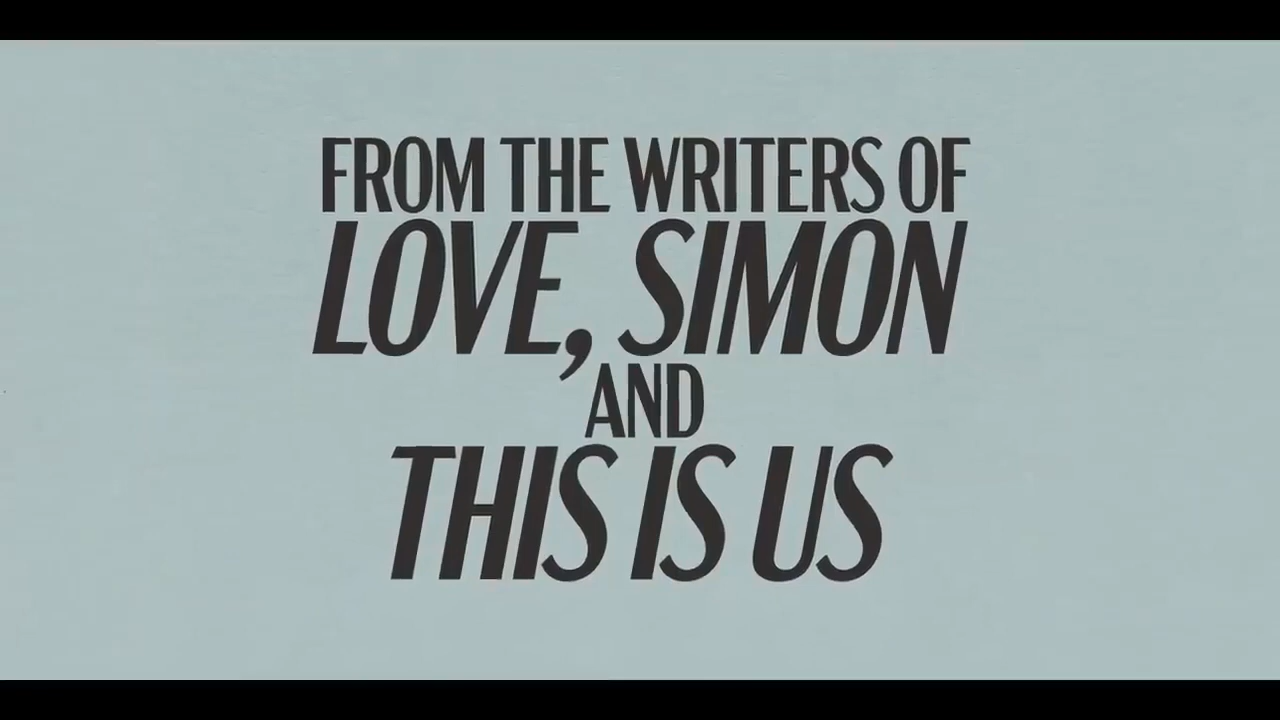 FROM THE WRITERS OF
LOVE, SIMON
AND
THIS IS US